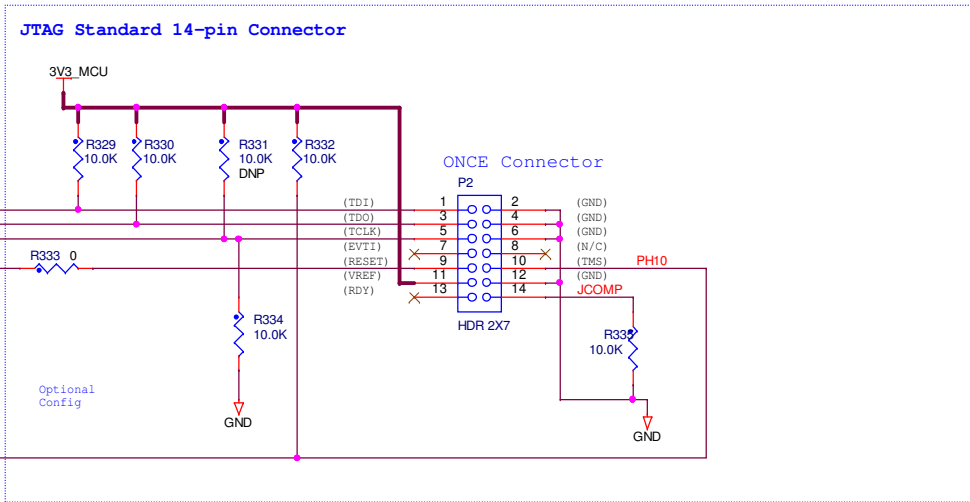 JTAG Standard 14-pin Connector
3V3_MCU
R329
10.0K
R330
10.0K
R331
10.0K
DNP
R332
10.0K
ONCE Connector
P2
(TDI) 1 2 (GND)
(TDO) 3 4 (GND)
(TCLK) 5 6 (GND)
(EVTI) 7 8 (N/C)
(RESET) 9 10 (TMS) PH10
(VREF) 11 12 (GND)
(RDY) 13 14 JCOMP
R333 0
HDR 2X7
R334
10.0K
R335
10.0K
Optional
Config
GND
GND